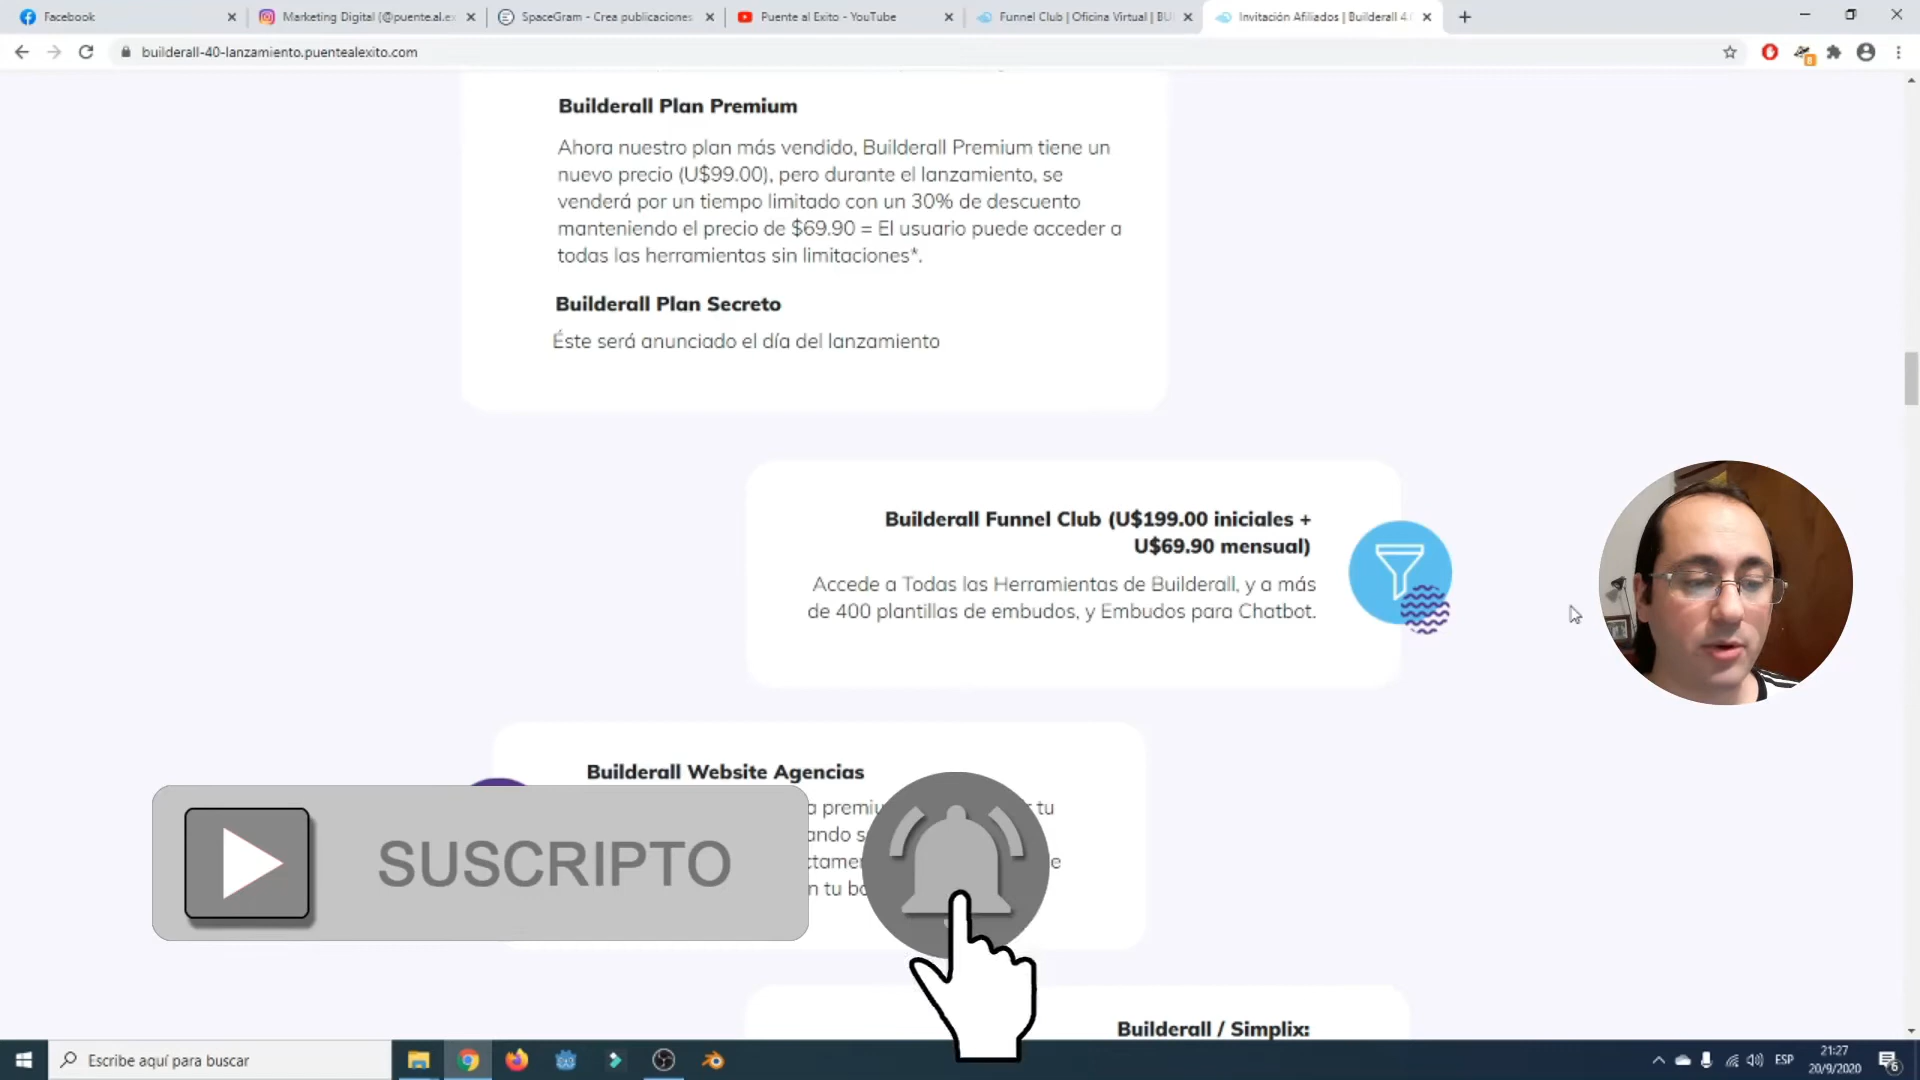 Facebook
Marketing Digital (@puente.al.ex
SpaceGram - Crea publicaciones
Puente al Exito - YouTube
Funnel Club | Oficina Virtual | BU
Invitación Afiliados | Builderall 4.
builderall-40-lanzamiento.puentealexito.com
Builderall Plan Premium
Ahora nuestro plan más vendido, Builderall Premium tiene un
nuevo precio (U$99.00), pero durante el lanzamiento, se
venderá por un tiempo limitado con un 30% de descuento
manteniendo el precio de $69.90 = El usuario puede acceder a
todas las herramientas sin limitaciones*.
Builderall Plan Secreto
Éste será anunciado el día del lanzamiento
Builderall Funnel Club (U$199.00 iniciales +
U$69.90 mensual)
Accede a Todas las Herramientas de Builderall, y a más
de 400 plantillas de embudos, y Embudos para Chatbot.
Builderall Website Agencias
SUSCRIPTO
Builderall / Simplix:
Escribe aquí para buscar
ESP
21:27
20/9/2020
6